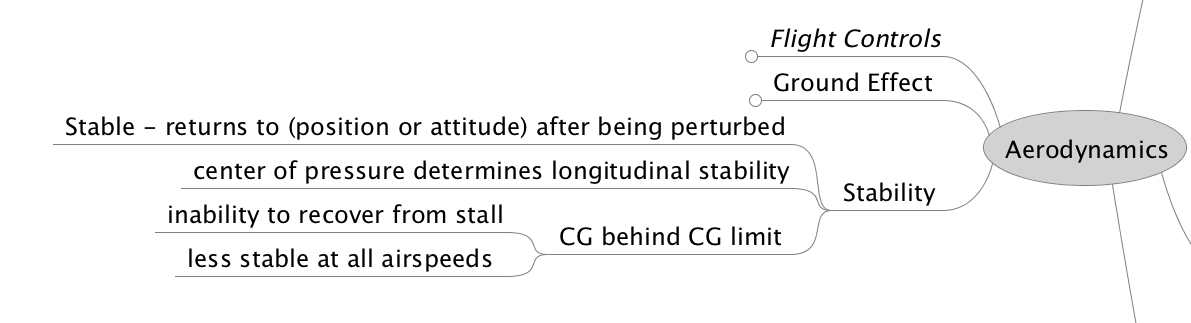 Flight Controls
Ground Effect
Stable – returns to (position or attitude) after being perturbed
Aerodynamics
center of pressure determines longitudinal stability
Stability
inability to recover from stall
CG behind CG limit
less stable at all airspeeds